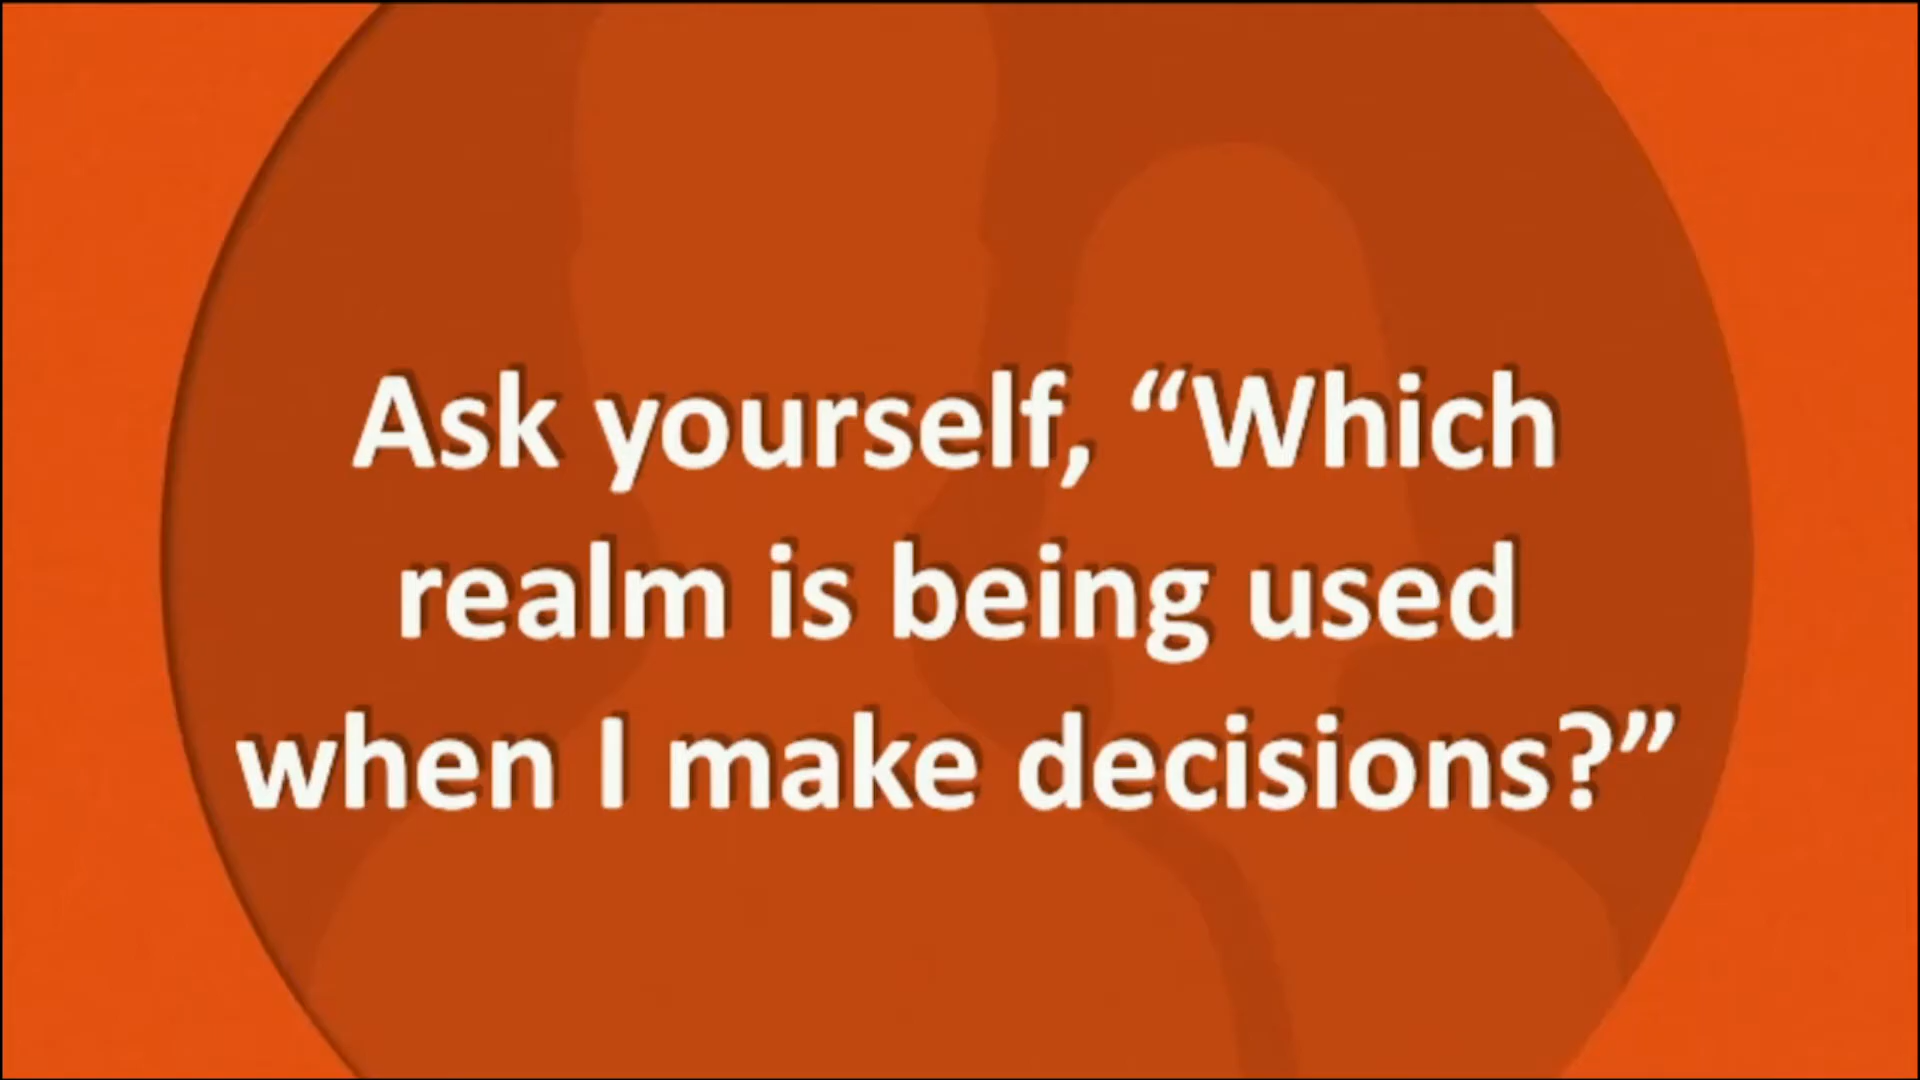 Ask yourself, “Which
realm is being used
when I make decisions?”